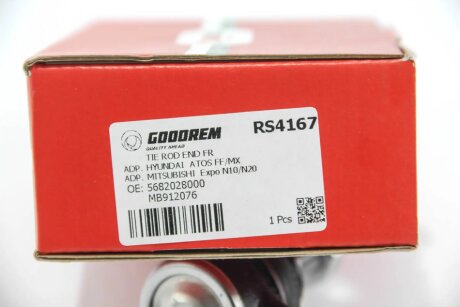 GOODREM
QUALITY AHEAD
RS4167
TIE ROD END FR
ADP. HYUNDAI ATOS FF/MX
ADP. MITSUBISHI Expo N10/N20
OE: 5682028000
MB912076
1 Pcs